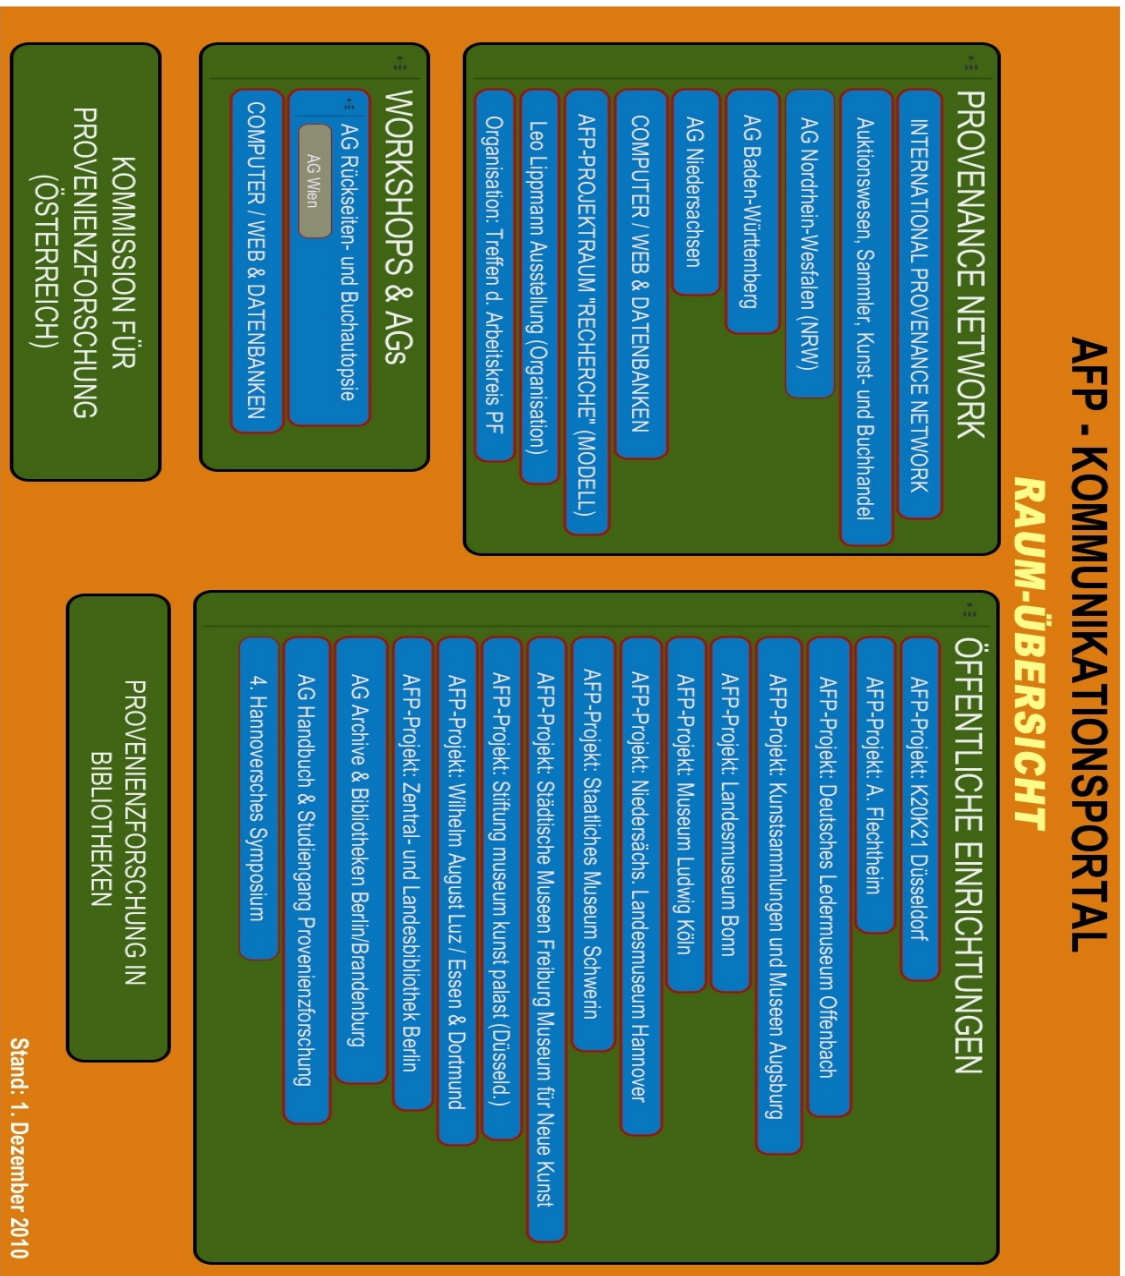 AFP - KOMMUNIKATIONSPORTAL
RAUM-ÜBERSICHT
PROVENANCE NETWORK
INTERNATIONAL PROVENANCE NETWORK
Auktionswesen, Sammler, Kunst- und Buchhandel
AG Nordrhein-Wesfalen (NRW)
AG Baden-Württemberg
AG Niedersachsen
COMPUTER / WEB & DATENBANKEN
AFP-PROJEKTRAUM "RECHERCHE" (MODELL)
Leo Lippmann Ausstellung (Organisation)
Organisation: Treffen d. Arbeitskreis PF
WORKSHOPS & AGs
AG Rückseiten- und Buchautopsie
AG Wien
COMPUTER / WEB & DATENBANKEN
KOMMISSION FÜR
PROVENIENZFORSCHUNG
(ÖSTERREICH)
ÖFFENTLICHE EINRICHTUNGEN
AFP-Projekt: K20K21 Düsseldorf
AFP-Projekt: A. Flechtheim
AFP-Projekt: Deutsches Ledermuseum Offenbach
AFP-Projekt: Kunstsammlungen und Museen Augsburg
AFP-Projekt: Landesmuseum Bonn
AFP-Projekt: Museum Ludwig Köln
AFP-Projekt: Niedersächs. Landesmuseum Hannover
AFP-Projekt: Staatliches Museum Schwerin
AFP-Projekt: Städtische Museen Freiburg Museum für Neue Kunst
AFP-Projekt: Stiftung museum kunst palast (Düsseld.)
AFP-Projekt: Wilhelm August Luz / Essen & Dortmund
AFP-Projekt: Zentral- und Landesbibliothek Berlin
AG Archive & Bibliotheken Berlin/Brandenburg
AG Handbuch & Studiengang Provenienzforschung
4. Hannoversches Symposium
PROVENIENZFORSCHUNG IN
BIBLIOTHEKEN
Stand: 1. Dezember 2010